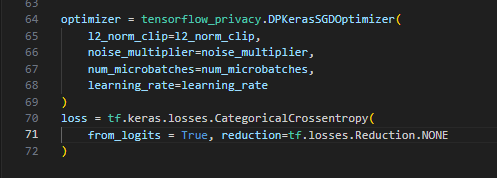 63
64 optimizer = tensorflow_privacy.DPKerasSGDOptimizer(
65     l2_norm_clip=l2_norm_clip,
66     noise_multiplier=noise_multiplier,
67     num_microbatches=num_microbatches,
68     learning_rate=learning_rate
69 )
70 loss = tf.keras.losses.CategoricalCrossentropy(
71     from_logits = True, reduction=tf.losses.Reduction.NONE
72 )